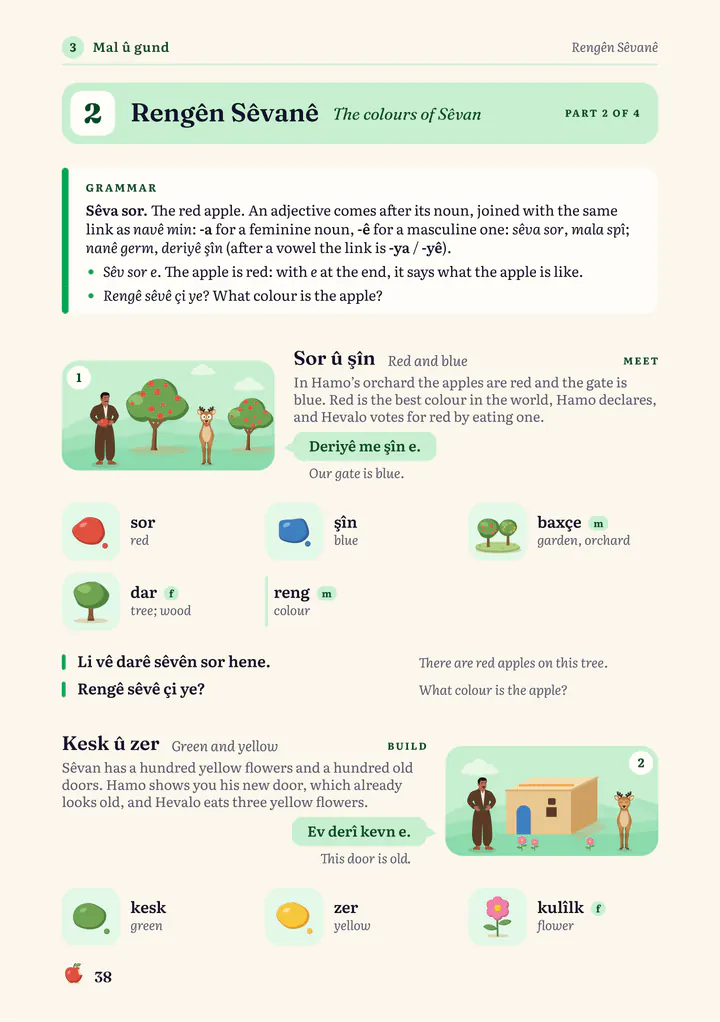 3 Mal û gund
Rengên Sêvanê
2 Rengên Sêvanê The colours of Sêvan PART 2 OF 4
GRAMMAR
Sêva sor. The red apple. An adjective comes after its noun, joined with the same
link as navê min: -a for a feminine noun, -ê for a masculine one: sêva sor, mala spî;
nanê germ, deriyê şîn (after a vowel the link is -ya / -yê).
• Sêv sor e. The apple is red: with e at the end, it says what the apple is like.
• Rengê sêvê çi ye? What colour is the apple?
1
Sor û şîn Red and blue MEET
In Hamo’s orchard the apples are red and the gate is
blue. Red is the best colour in the world, Hamo declares,
and Hevalo votes for red by eating one.
Deriyê me şîn e.
Our gate is blue.
sor
red
şîn
blue
baxçe m
garden, orchard
dar f
tree; wood
reng m
colour
Li vê darê sêvên sor hene. There are red apples on this tree.
Rengê sêvê çi ye? What colour is the apple?
Kesk û zer Green and yellow BUILD
Sêvan has a hundred yellow flowers and a hundred old
doors. Hamo shows you his new door, which already
looks old, and Hevalo eats three yellow flowers.
Ev derî kevn e.
This door is old.
2
kesk
green
zer
yellow
kulîlk f
flower
38